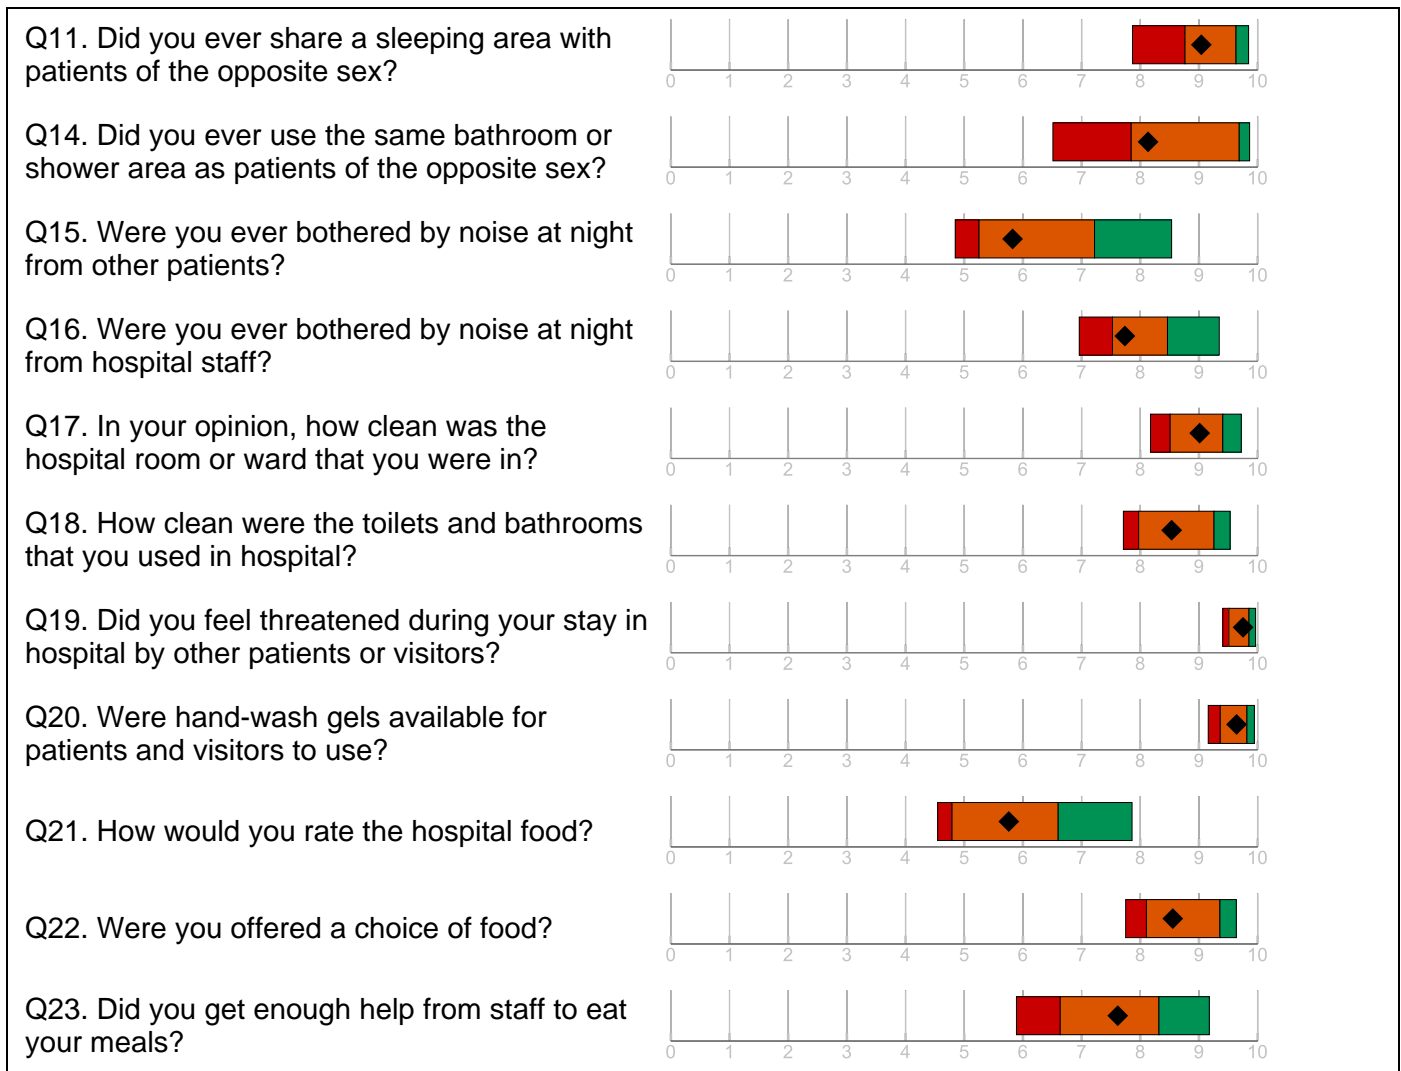 Q11. Did you ever share a sleeping area with
patients of the opposite sex?
0 1 2 3 4 5 6 7 8 9 10
Q14. Did you ever use the same bathroom or
shower area as patients of the opposite sex?
0 1 2 3 4 5 6 7 8 9 10
Q15. Were you ever bothered by noise at night
from other patients?
0 1 2 3 4 5 6 7 8 9 10
Q16. Were you ever bothered by noise at night
from hospital staff?
0 1 2 3 4 5 6 7 8 9 10
Q17. In your opinion, how clean was the
hospital room or ward that you were in?
0 1 2 3 4 5 6 7 8 9 10
Q18. How clean were the toilets and bathrooms
that you used in hospital?
0 1 2 3 4 5 6 7 8 9 10
Q19. Did you feel threatened during your stay in
hospital by other patients or visitors?
0 1 2 3 4 5 6 7 8 9 10
Q20. Were hand-wash gels available for
patients and visitors to use?
0 1 2 3 4 5 6 7 8 9 10
Q21. How would you rate the hospital food?
0 1 2 3 4 5 6 7 8 9 10
Q22. Were you offered a choice of food?
0 1 2 3 4 5 6 7 8 9 10
Q23. Did you get enough help from staff to eat
your meals?
0 1 2 3 4 5 6 7 8 9 10